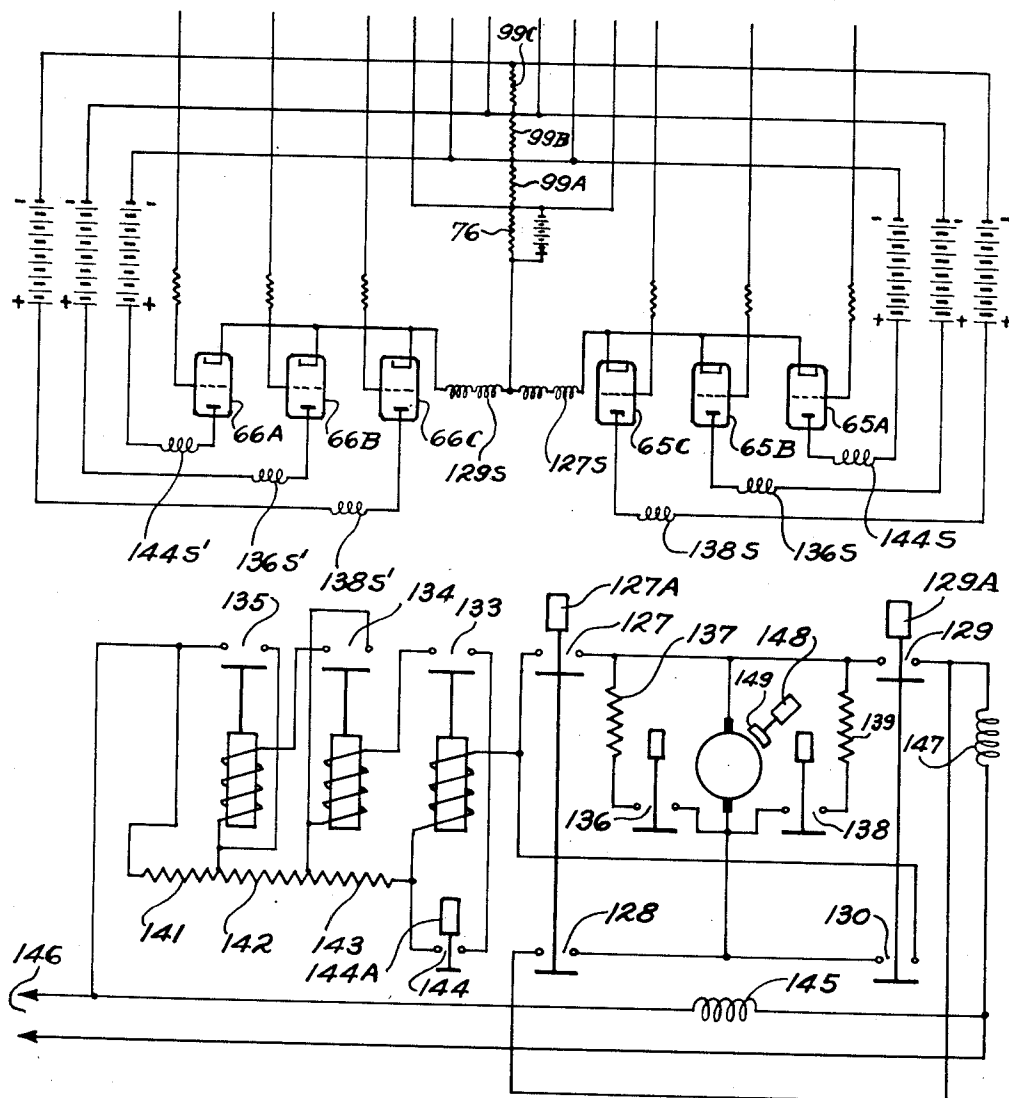 99C
99B
99A
76
- - -
- - -
+ + +
+ + +
66A
66B
66C
129S
127S
65C
65B
65A
144S'
136S'
138S'
138S
136S
144S
135
134
133
127A
127
137
148
149
129A
129
139
147
136
138
141
142
143
144A
144
128
130
145
146